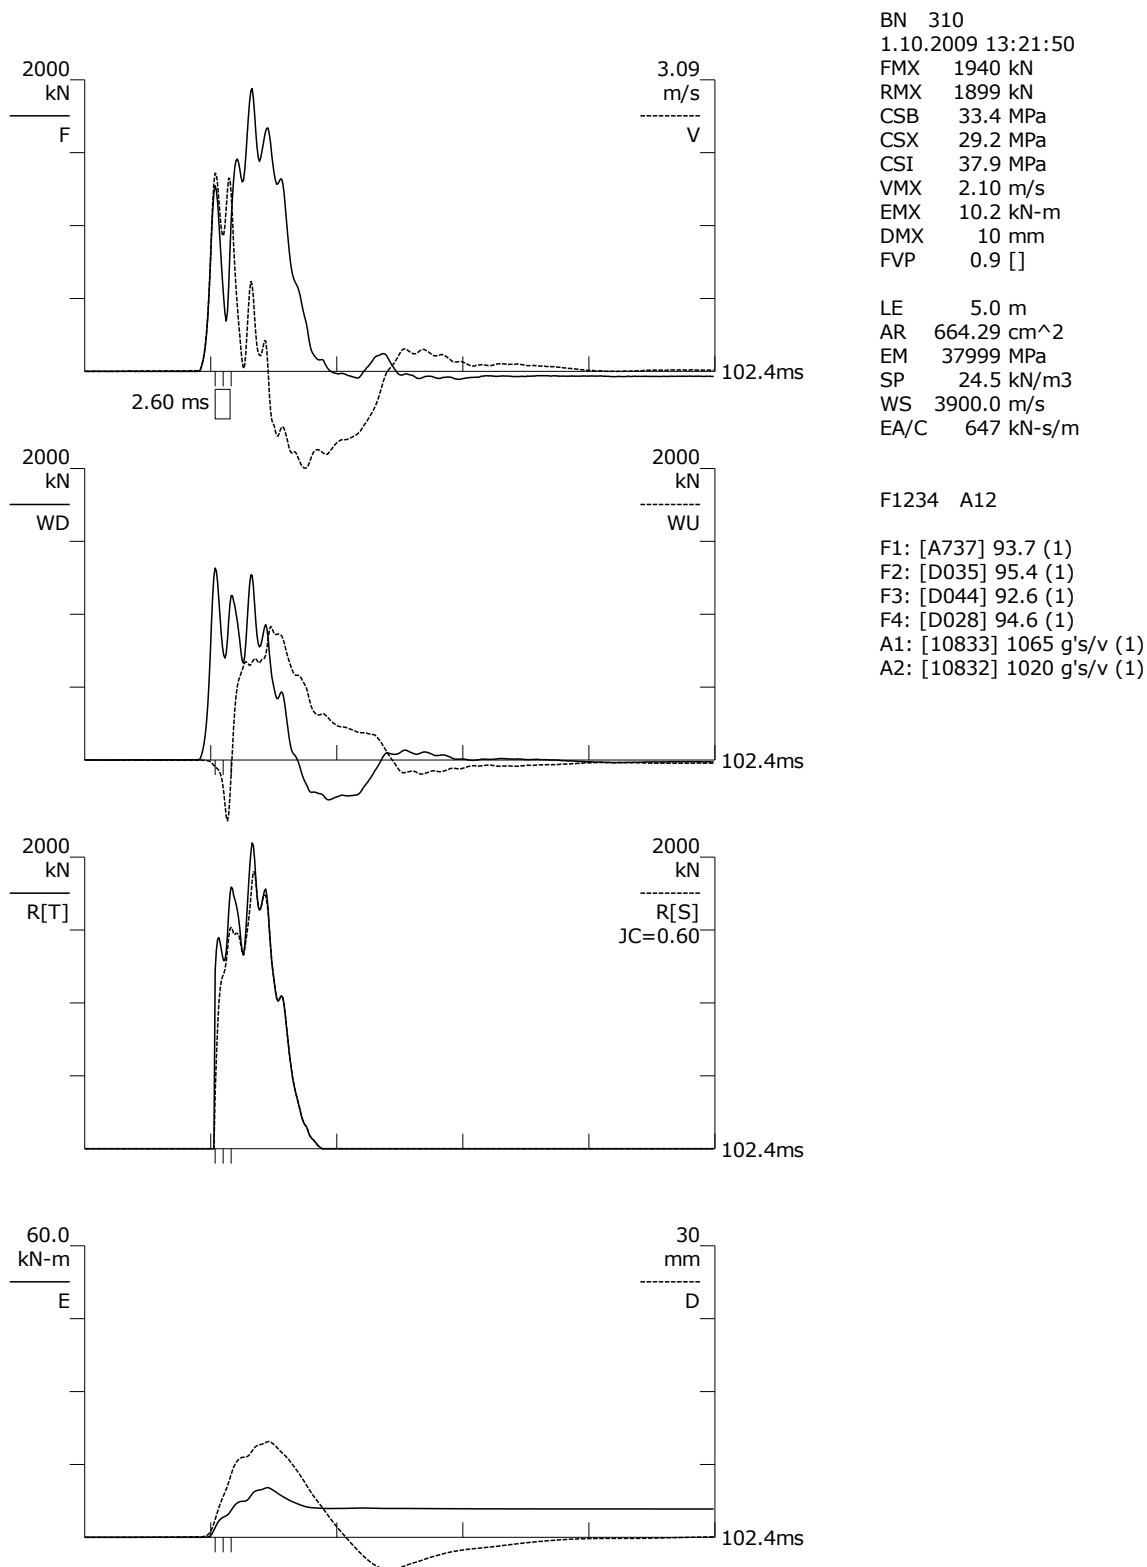 2000
kN
F
3.09
m/s
V
102.4ms
2.60 ms
2000
kN
WD
2000
kN
WU
102.4ms
2000
kN
R[T]
2000
kN
R[S]
JC=0.60
102.4ms
60.0
kN-m
E
30
mm
D
102.4ms
BN 310
1.10.2009 13:21:50
FMX 1940 kN
RMX 1899 kN
CSB 33.4 MPa
CSX 29.2 MPa
CSI 37.9 MPa
VMX 2.10 m/s
EMX 10.2 kN-m
DMX 10 mm
FVP 0.9 []
LE 5.0 m
AR 664.29 cm^2
EM 37999 MPa
SP 24.5 kN/m3
WS 3900.0 m/s
EA/C 647 kN-s/m
F1234 A12
F1: [A737] 93.7 (1)
F2: [D035] 95.4 (1)
F3: [D044] 92.6 (1)
F4: [D028] 94.6 (1)
A1: [10833] 1065 g's/v (1)
A2: [10832] 1020 g's/v (1)